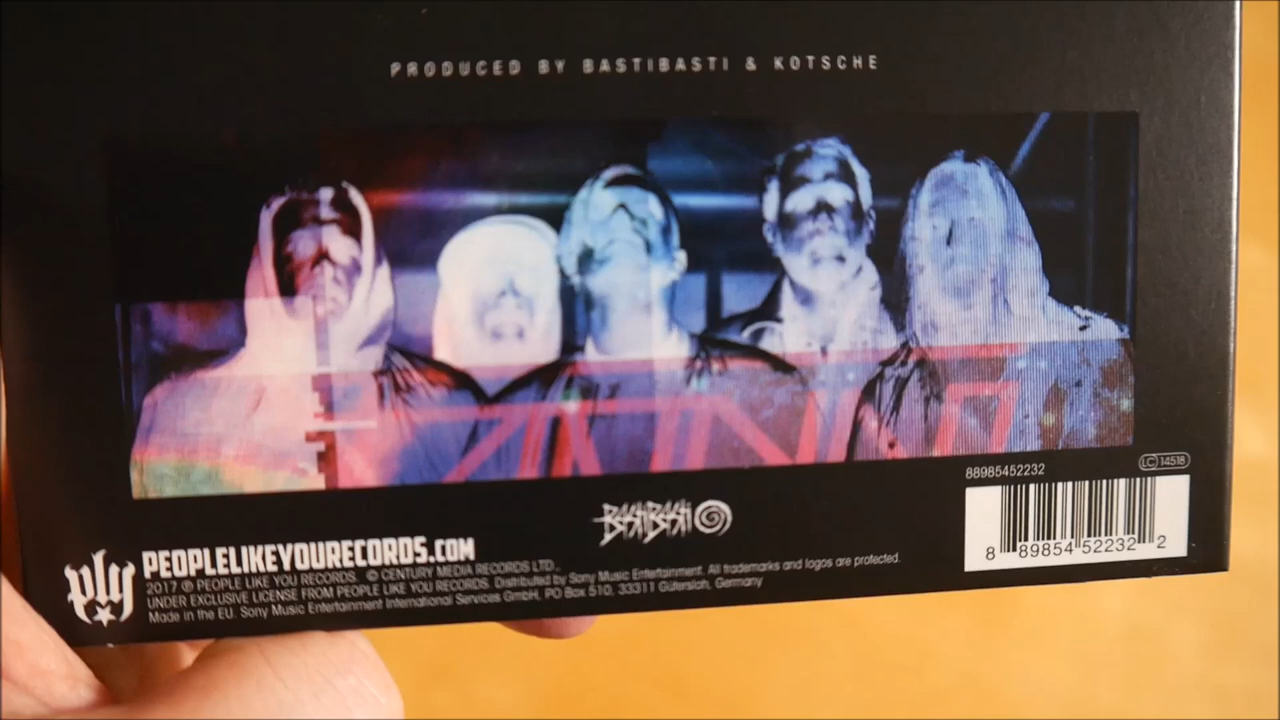 PRODUCED BY BASTIBASTI & KOTSCHE
88985452232
LC 14518
BASTIBASTI
8 89854 52232 2
ply
PEOPLELIKEYOURECORDS.COM
2017 ℗ PEOPLE LIKE YOU RECORDS. © CENTURY MEDIA RECORDS LTD.,
UNDER EXCLUSIVE LICENSE FROM PEOPLE LIKE YOU RECORDS. Distributed by Sony Music Entertainment. All trademarks and logos are protected.
Made in the EU. Sony Music Entertainment International Services GmbH, PO Box 510, 33311 Gütersloh, Germany